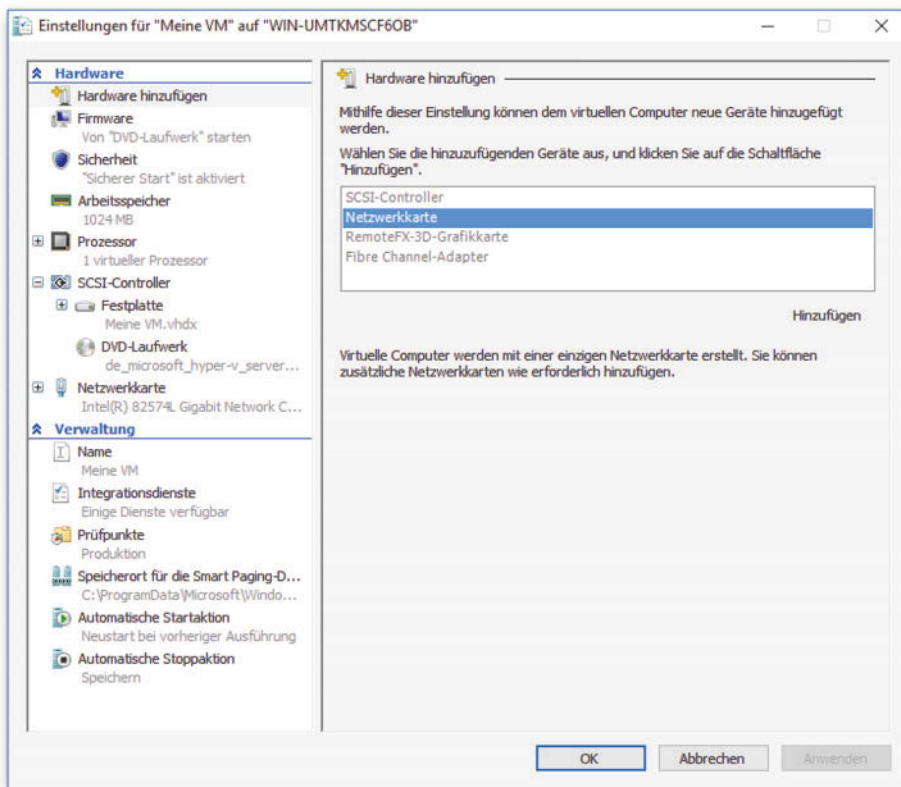 Einstellungen für "Meine VM" auf "WIN-UMTKMSCF6OB"
Hardware
Hardware hinzufügen
Firmware
Von "DVD-Laufwerk" starten
Sicherheit
"Sicherer Start" ist aktiviert
Arbeitsspeicher
1024 MB
Prozessor
1 virtueller Prozessor
SCSI-Controller
Festplatte
Meine VM.vhdx
DVD-Laufwerk
de_microsoft_hyper-v_server...
Netzwerkkarte
Intel(R) 82574L Gigabit Network C...
Verwaltung
Name
Meine VM
Integrationsdienste
Einige Dienste verfügbar
Prüfpunkte
Produktion
Speicherort für die Smart Paging-D...
C:\ProgramData\Microsoft\Windo...
Automatische Startaktion
Neustart bei vorheriger Ausführung
Automatische Stoppaktion
Speichern
Hardware hinzufügen
Mithilfe dieser Einstellung können dem virtuellen Computer neue Geräte hinzugefügt
werden.
Wählen Sie die hinzuzufügenden Geräte aus, und klicken Sie auf die Schaltfläche
"Hinzufügen".
SCSI-Controller
Netzwerkkarte
RemoteFX-3D-Grafikkarte
Fibre Channel-Adapter
Hinzufügen
Virtuelle Computer werden mit einer einzigen Netzwerkkarte erstellt. Sie können
zusätzliche Netzwerkkarten wie erforderlich hinzufügen.
OK
Abbrechen
Anwenden